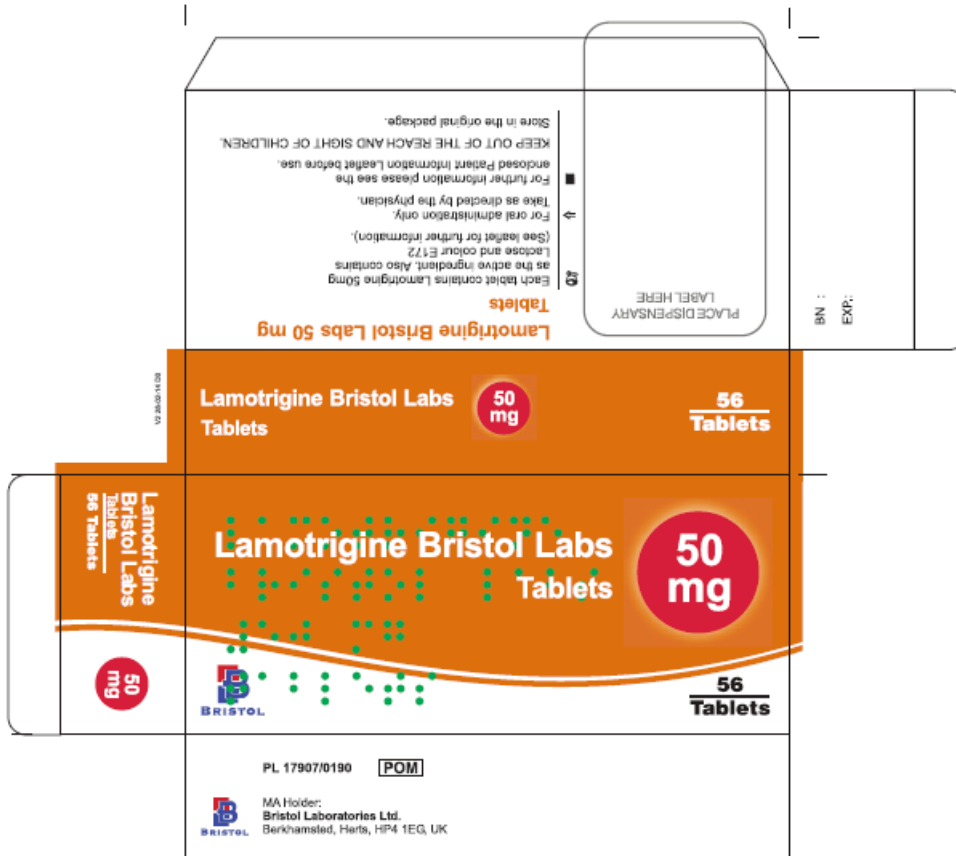 Lamotrigine Bristol Labs 50 mg
Tablets
Each tablet contains Lamotrigine 50mg
as the active ingredient. Also contains
Lactose and colour E172
(See leaflet for further information).
For oral administration only.
Take as directed by the physician.
For further information please see the
enclosed Patient Information Leaflet before use.
KEEP OUT OF THE REACH AND SIGHT OF CHILDREN.
Store in the original package.
PLACE DISPENSARY
LABEL HERE
BN :
EXP.:
Lamotrigine Bristol Labs
Tablets
50
mg
56
Tablets
Lamotrigine
Bristol Labs
Tablets
56 Tablets
50
mg
Lamotrigine Bristol Labs
Tablets
50
mg
BRISTOL
56
Tablets
PL 17907/0190
POM
BRISTOL
MA Holder:
Bristol Laboratories Ltd.
Berkhamsted, Herts, HP4 1EG, UK